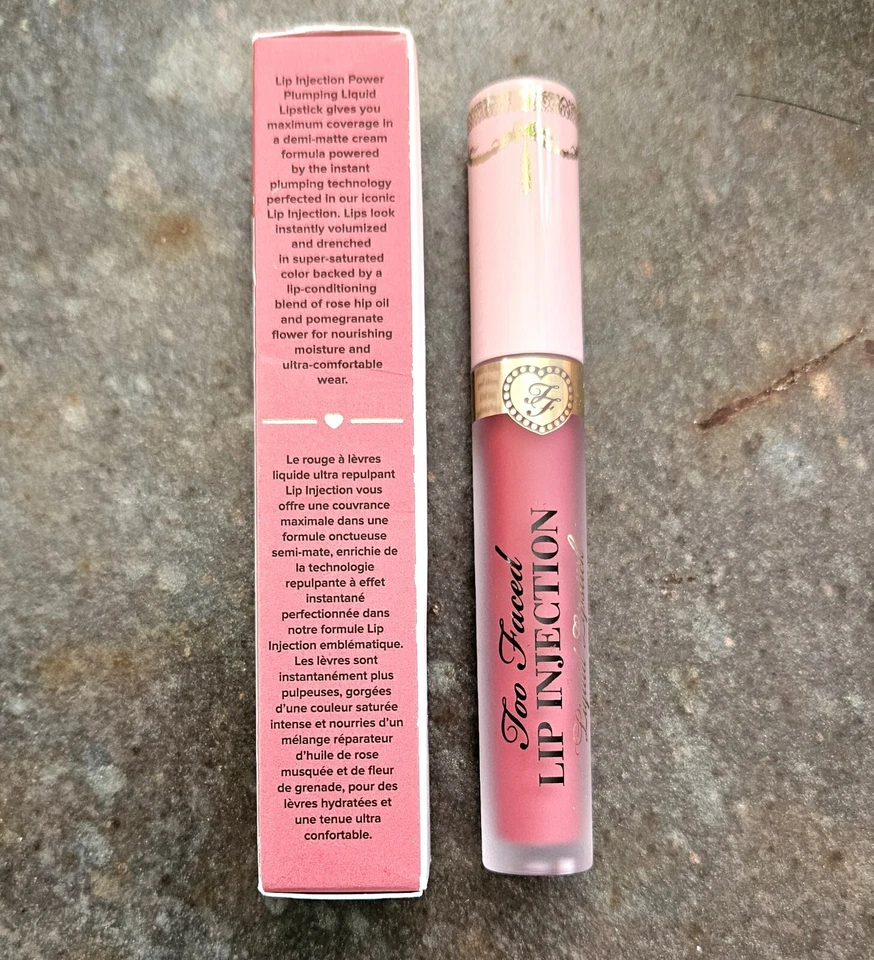 Lip Injection Power
Plumping Liquid
Lipstick gives you
maximum coverage in
a demi-matte cream
formula powered
by the instant
plumping technology
perfected in our iconic
Lip Injection. Lips look
instantly volumized
and drenched
in super-saturated
color backed by a
lip-conditioning
blend of rose hip oil
and pomegranate
flower for nourishing
moisture and
ultra-comfortable
wear.
Le rouge à lèvres
liquide ultra repulpant
Lip Injection vous
offre une couvrance
maximale dans une
formule onctueuse
semi-mate, enrichie de
la technologie
repulpante à effet
instantané
perfectionnée dans
notre formule Lip
Injection emblématique.
Les lèvres sont
instantanément plus
pulpeuses, gorgées
d'une couleur saturée
intense et nourries d'un
mélange réparateur
d'huile de rose
musquée et de fleur
de grenade, pour des
lèvres hydratées et
une tenue ultra
confortable.
Too Faced
LIP INJECTION
Liquid Lipstick